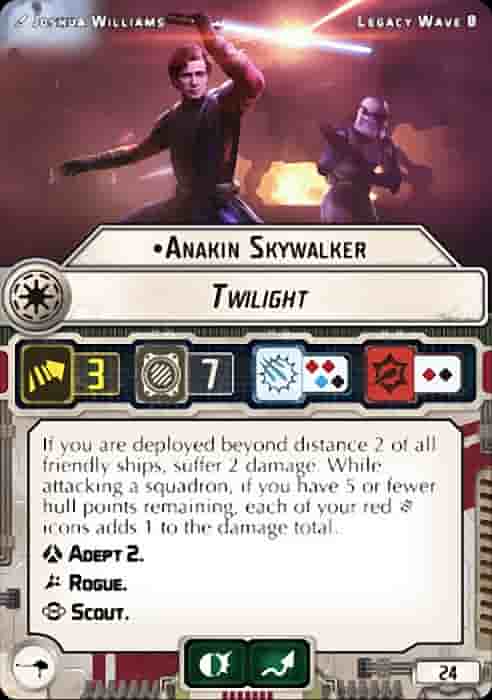 Joshua Williams
Legacy Wave 0
•Anakin Skywalker
Twilight
3
7
If you are deployed beyond distance 2 of all
friendly ships, suffer 2 damage. While
attacking a squadron, if you have 5 or fewer
hull points remaining, each of your red
icons adds 1 to the damage total.
Adept 2.
Rogue.
Scout.
24